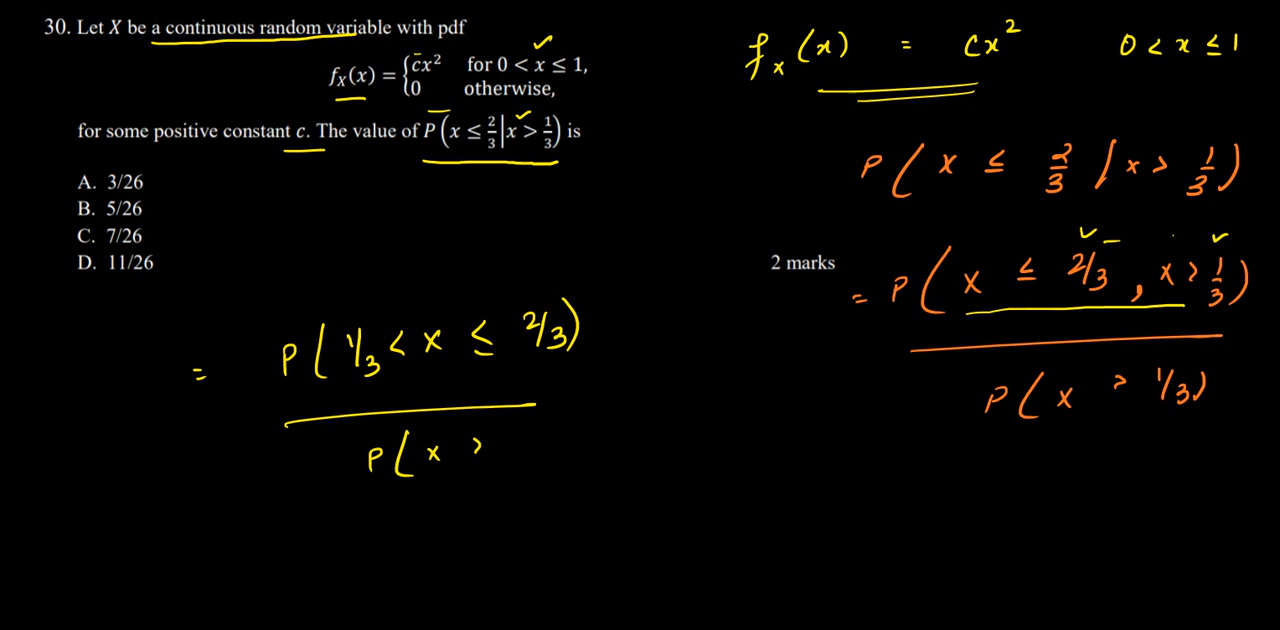 30. Let X be a continuous random variable with pdf
f_X(x) = { cx² for 0 < x ≤ 1,
0 otherwise,
for some positive constant c. The value of P(x ≤ 2/3 | x > 1/3) is
A. 3/26
B. 5/26
C. 7/26
D. 11/26
2 marks
f_x(x) = cx² 0 < x ≤ 1
P( x ≤ 2/3 / x > 1/3 )
= P( x ≤ 2/3 , x > 1/3 )
P( x > 1/3 )
= P( 1/3 < x ≤ 2/3 )
P( x >